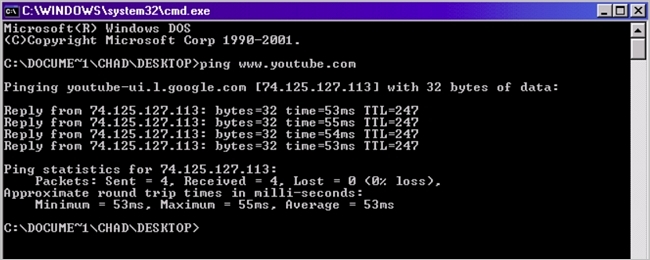 C:\WINDOWS\system32\cmd.exe
Microsoft(R) Windows DOS
(C)Copyright Microsoft Corp 1990-2001.
C:\DOCUME~1\CHAD\DESKTOP>ping www.youtube.com
Pinging youtube-ui.l.google.com [74.125.127.113] with 32 bytes of data:
Reply from 74.125.127.113: bytes=32 time=53ms TTL=247
Reply from 74.125.127.113: bytes=32 time=55ms TTL=247
Reply from 74.125.127.113: bytes=32 time=54ms TTL=247
Reply from 74.125.127.113: bytes=32 time=53ms TTL=247
Ping statistics for 74.125.127.113:
    Packets: Sent = 4, Received = 4, Lost = 0 (0% loss),
Approximate round trip times in milli-seconds:
    Minimum = 53ms, Maximum = 55ms, Average = 53ms
C:\DOCUME~1\CHAD\DESKTOP>